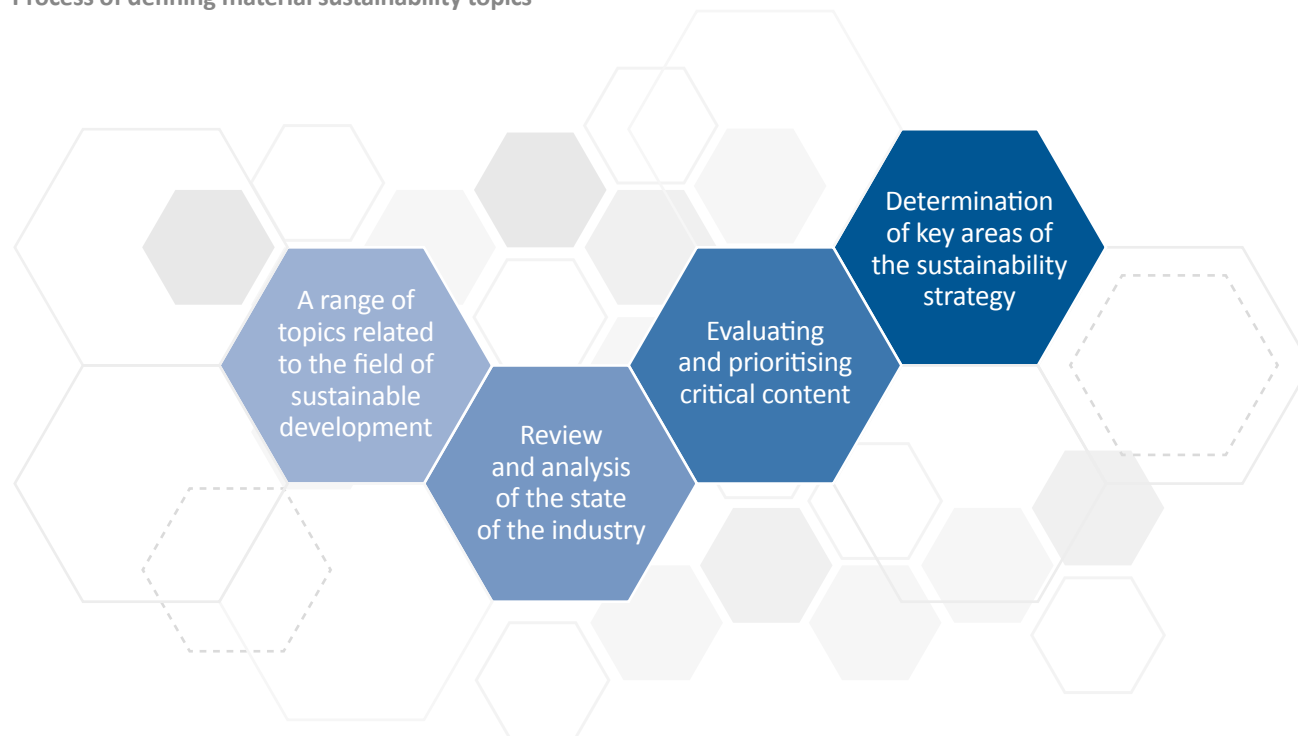 Process of defining material sustainability topics
A range of
topics related
to the field of
sustainable
development
Review
and analysis
of the state
of the industry
Evaluating
and prioritising
critical content
Determination
of key areas of
the sustainability
strategy